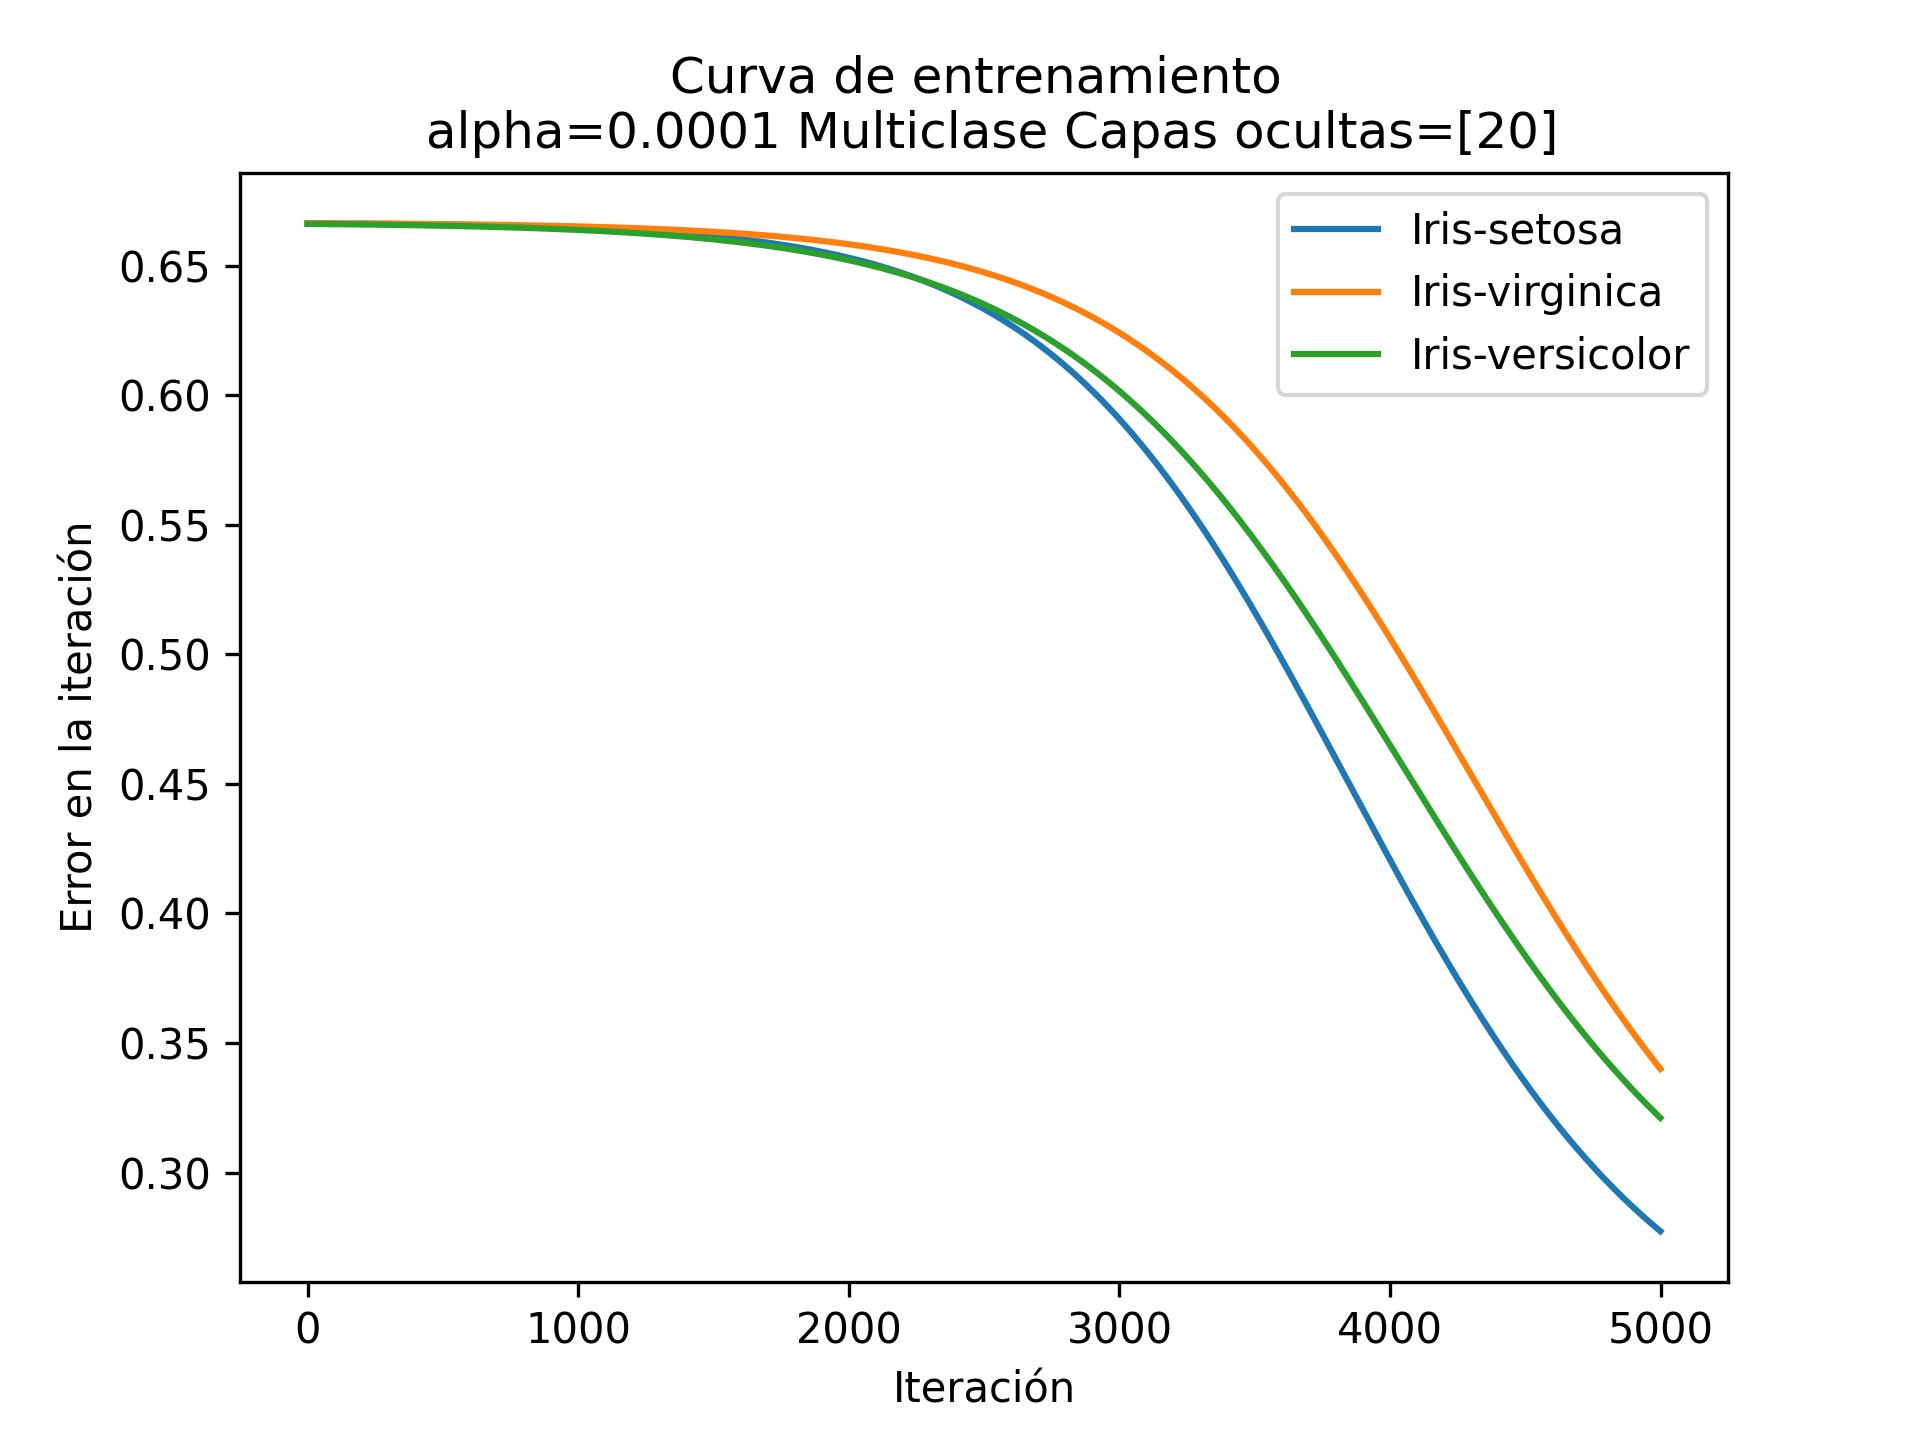 Curva de entrenamiento
alpha=0.0001 Multiclase Capas ocultas=[20]
Iris-setosa
Iris-virginica
Iris-versicolor
Error en la iteración
0.65
0.60
0.55
0.50
0.45
0.40
0.35
0.30
0 1000 2000 3000 4000 5000
Iteración